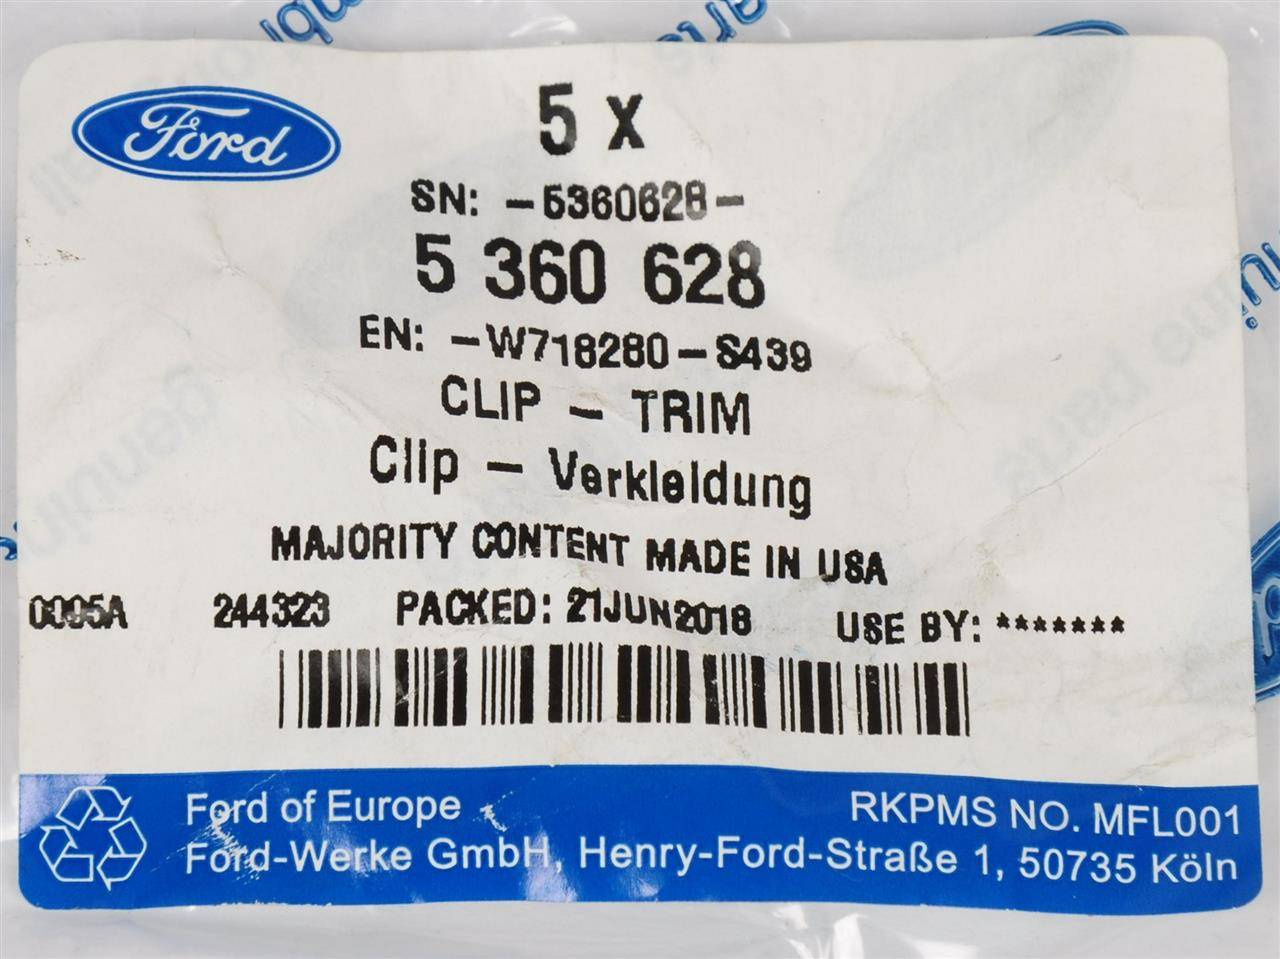 Ford
5 x
SN: -5360628-
5 360 628
EN: -W718280-S439
CLIP - TRIM
Clip - Verkleidung
MAJORITY CONTENT MADE IN USA
0005A 244323 PACKED: 21JUN2018 USE BY: *******
Ford of Europe RKPMS NO. MFL001
Ford-Werke GmbH, Henry-Ford-Straße 1, 50735 Köln